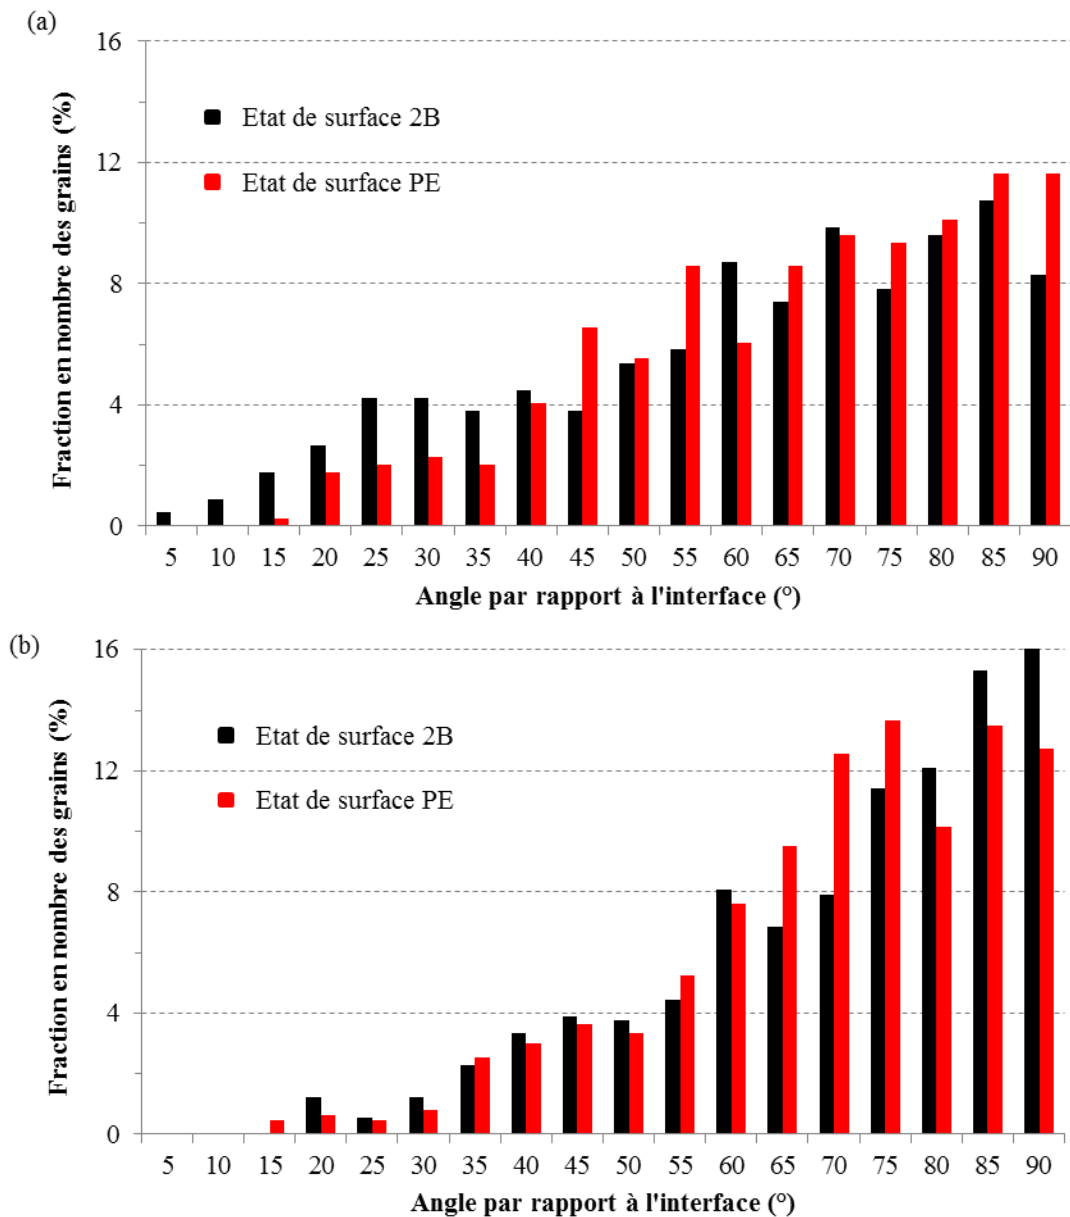 (a)
16
12
8
4
0
Fraction en nombre des grains (%)
Etat de surface 2B
Etat de surface PE
5 10 15 20 25 30 35 40 45 50 55 60 65 70 75 80 85 90
Angle par rapport à l'interface (°)
(b)
16
12
8
4
0
Fraction en nombre des grains (%)
Etat de surface 2B
Etat de surface PE
5 10 15 20 25 30 35 40 45 50 55 60 65 70 75 80 85 90
Angle par rapport à l'interface (°)